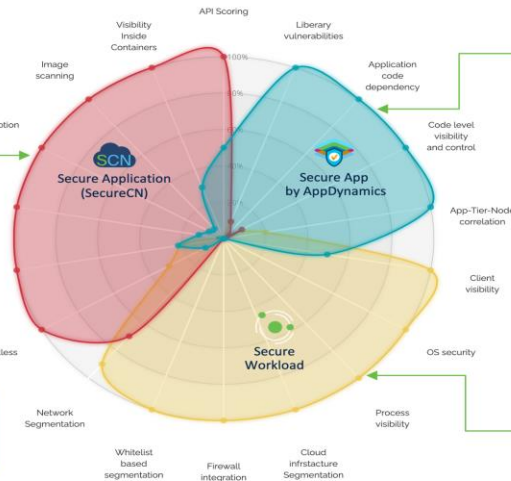 API Scoring
Visibility
Inside
Containers
Liberary
vulnerabilities
Image
scanning
Application
code
dependency
100%
Code level
visibility
and control
SCN
Secure Application
(SecureCN)
Secure App
by AppDynamics
App-Tier-Node
correlation
Client
visibility
Secure
Workload
OS security
Network
Segmentation
Process
visibility
Whitelist
based
segmentation
Firewall
integration
Cloud
infrstacture
Segmentation